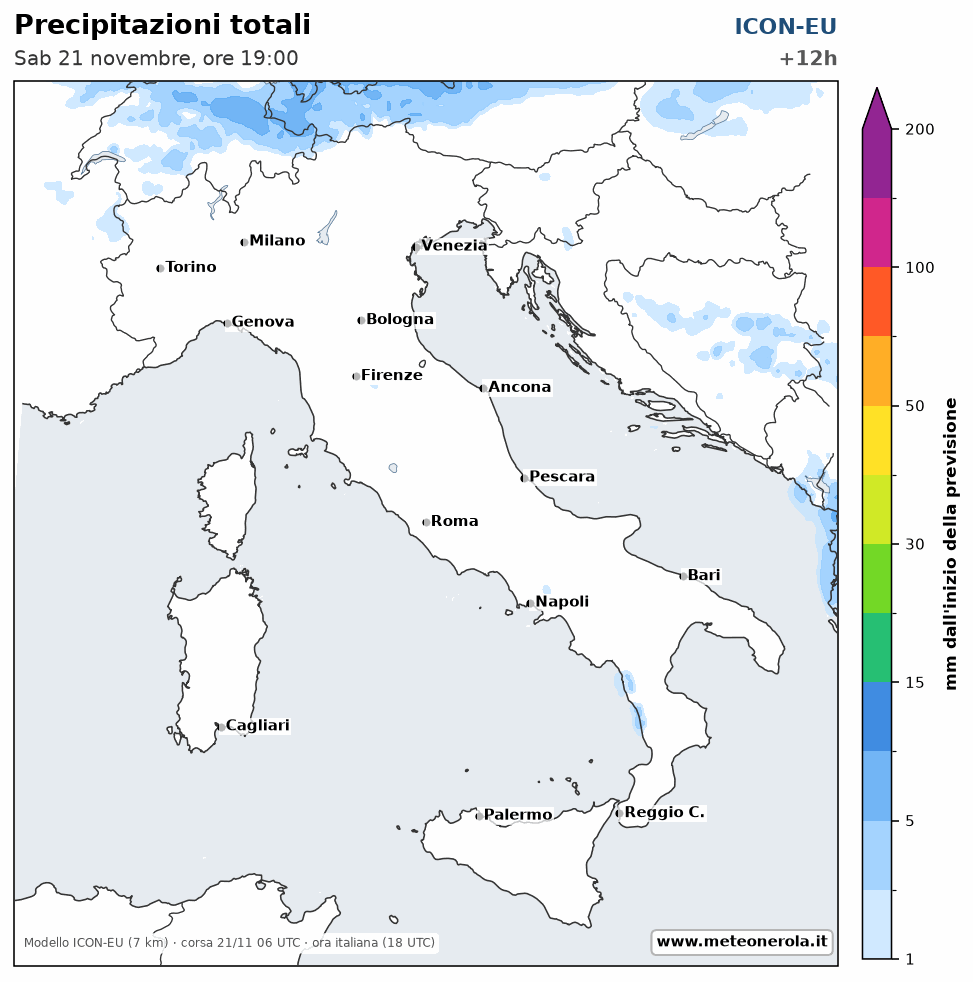 Precipitazioni totali
ICON-EU
Sab 21 novembre, ore 19:00
+12h
200
Milano
Venezia
Torino
100
Bologna
Genova
Firenze
Ancona
50
Pescara
Roma
30
Bari
Napoli
15
Cagliari
Palermo
Reggio C.
5
mm dall'inizio della previsione
Modello ICON-EU (7 km) · corsa 21/11 06 UTC · ora italiana (18 UTC)
www.meteonerola.it
1